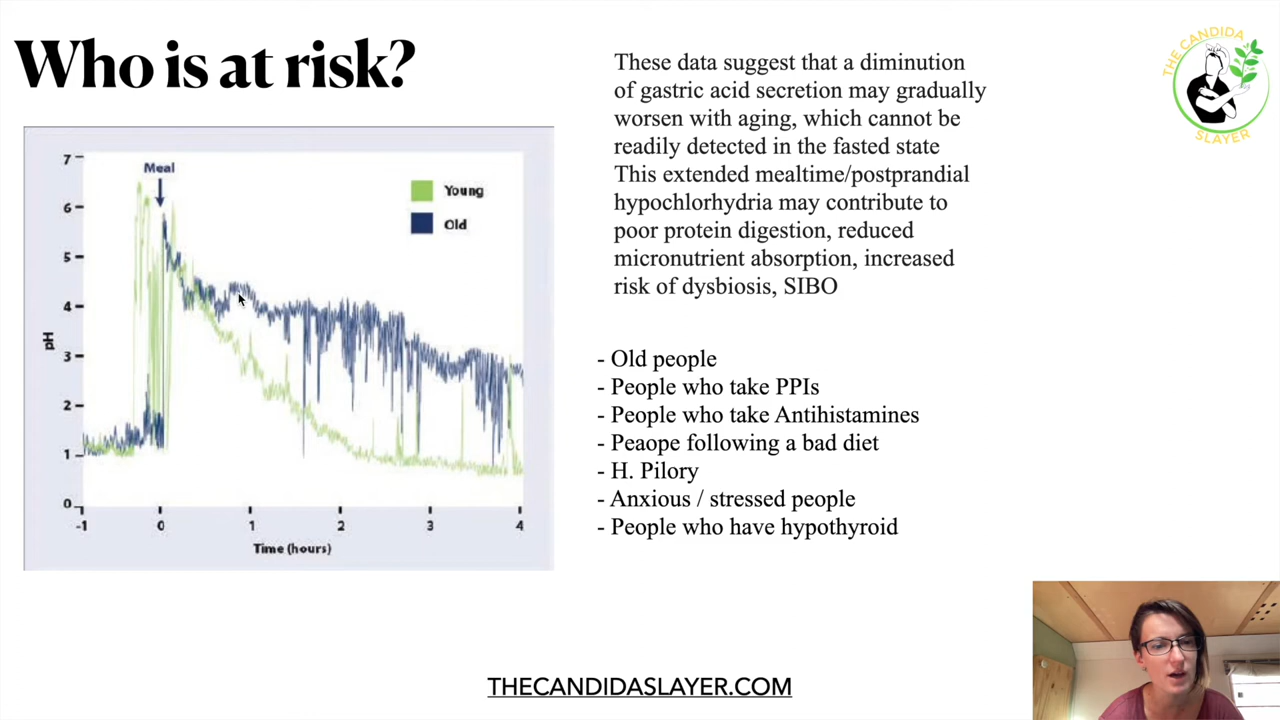 Who is at risk?
THE CANDIDA
SLAYER
These data suggest that a diminution
of gastric acid secretion may gradually
worsen with aging, which cannot be
readily detected in the fasted state
This extended mealtime/postprandial
hypochlorhydria may contribute to
poor protein digestion, reduced
micronutrient absorption, increased
risk of dysbiosis, SIBO
7
6
5
4
3
2
1
0
pH
Meal
Young
Old
-1 0 1 2 3 4
Time (hours)
- Old people
- People who take PPIs
- People who take Antihistamines
- Peaope following a bad diet
- H. Pilory
- Anxious / stressed people
- People who have hypothyroid
THECANDIDASLAYER.COM